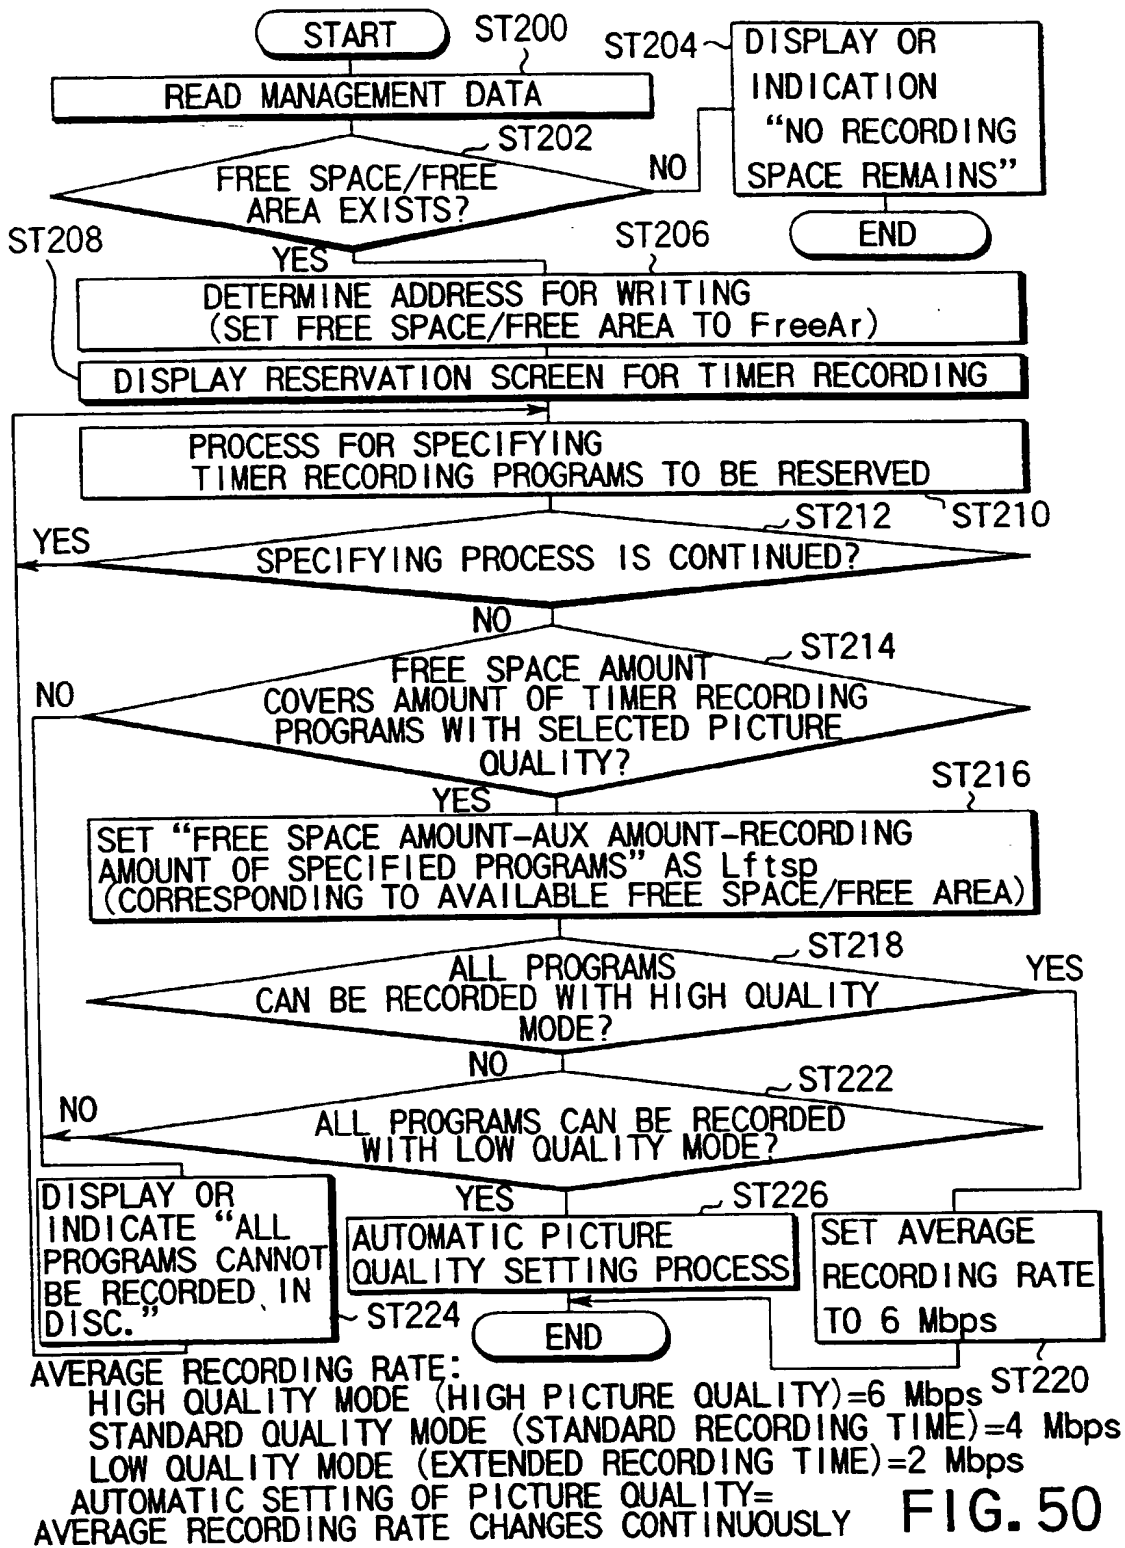 START
ST200
READ MANAGEMENT DATA
ST202
FREE SPACE/FREE
AREA EXISTS?
NO
ST204
DISPLAY OR
INDICATION
“NO RECORDING
SPACE REMAINS”
END
YES
ST206
DETERMINE ADDRESS FOR WRITING
(SET FREE SPACE/FREE AREA TO FreeAr)
ST208
DISPLAY RESERVATION SCREEN FOR TIMER RECORDING
PROCESS FOR SPECIFYING
TIMER RECORDING PROGRAMS TO BE RESERVED
ST210
ST212
YES
SPECIFYING PROCESS IS CONTINUED?
NO
ST214
NO
FREE SPACE AMOUNT
COVERS AMOUNT OF TIMER RECORDING
PROGRAMS WITH SELECTED PICTURE
QUALITY?
YES
ST216
SET “FREE SPACE AMOUNT-AUX AMOUNT-RECORDING
AMOUNT OF SPECIFIED PROGRAMS” AS Lftsp
(CORRESPONDING TO AVAILABLE FREE SPACE/FREE AREA)
ST218
YES
ALL PROGRAMS
CAN BE RECORDED WITH HIGH QUALITY
MODE?
NO
ST222
NO
ALL PROGRAMS CAN BE RECORDED
WITH LOW QUALITY MODE?
YES
ST226
DISPLAY OR
INDICATE “ALL
PROGRAMS CANNOT
BE RECORDED IN
DISC.”
ST224
AUTOMATIC PICTURE
QUALITY SETTING PROCESS
END
SET AVERAGE
RECORDING RATE
TO 6 Mbps
ST220
AVERAGE RECORDING RATE:
HIGH QUALITY MODE (HIGH PICTURE QUALITY)=6 Mbps
STANDARD QUALITY MODE (STANDARD RECORDING TIME)=4 Mbps
LOW QUALITY MODE (EXTENDED RECORDING TIME)=2 Mbps
AUTOMATIC SETTING OF PICTURE QUALITY=
AVERAGE RECORDING RATE CHANGES CONTINUOUSLY
FIG. 50